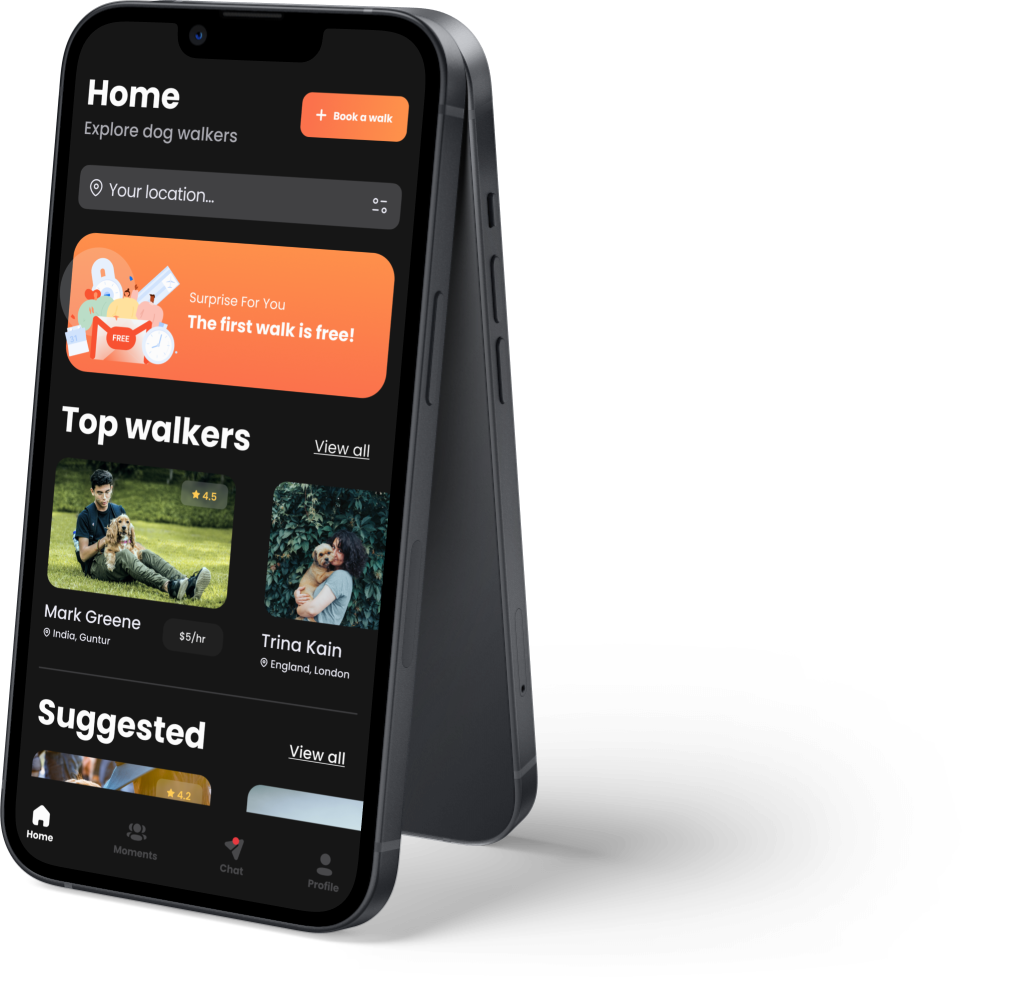 Home
+ Book a walk
Explore dog walkers
Your location...
Surprise For You
The first walk is free!
FREE
31
Top walkers
View all
4.5
Mark Greene
India, Guntur
$5/hr
Trina Kain
England, London
Suggested
View all
4.2
Home
Moments
Chat
Profile